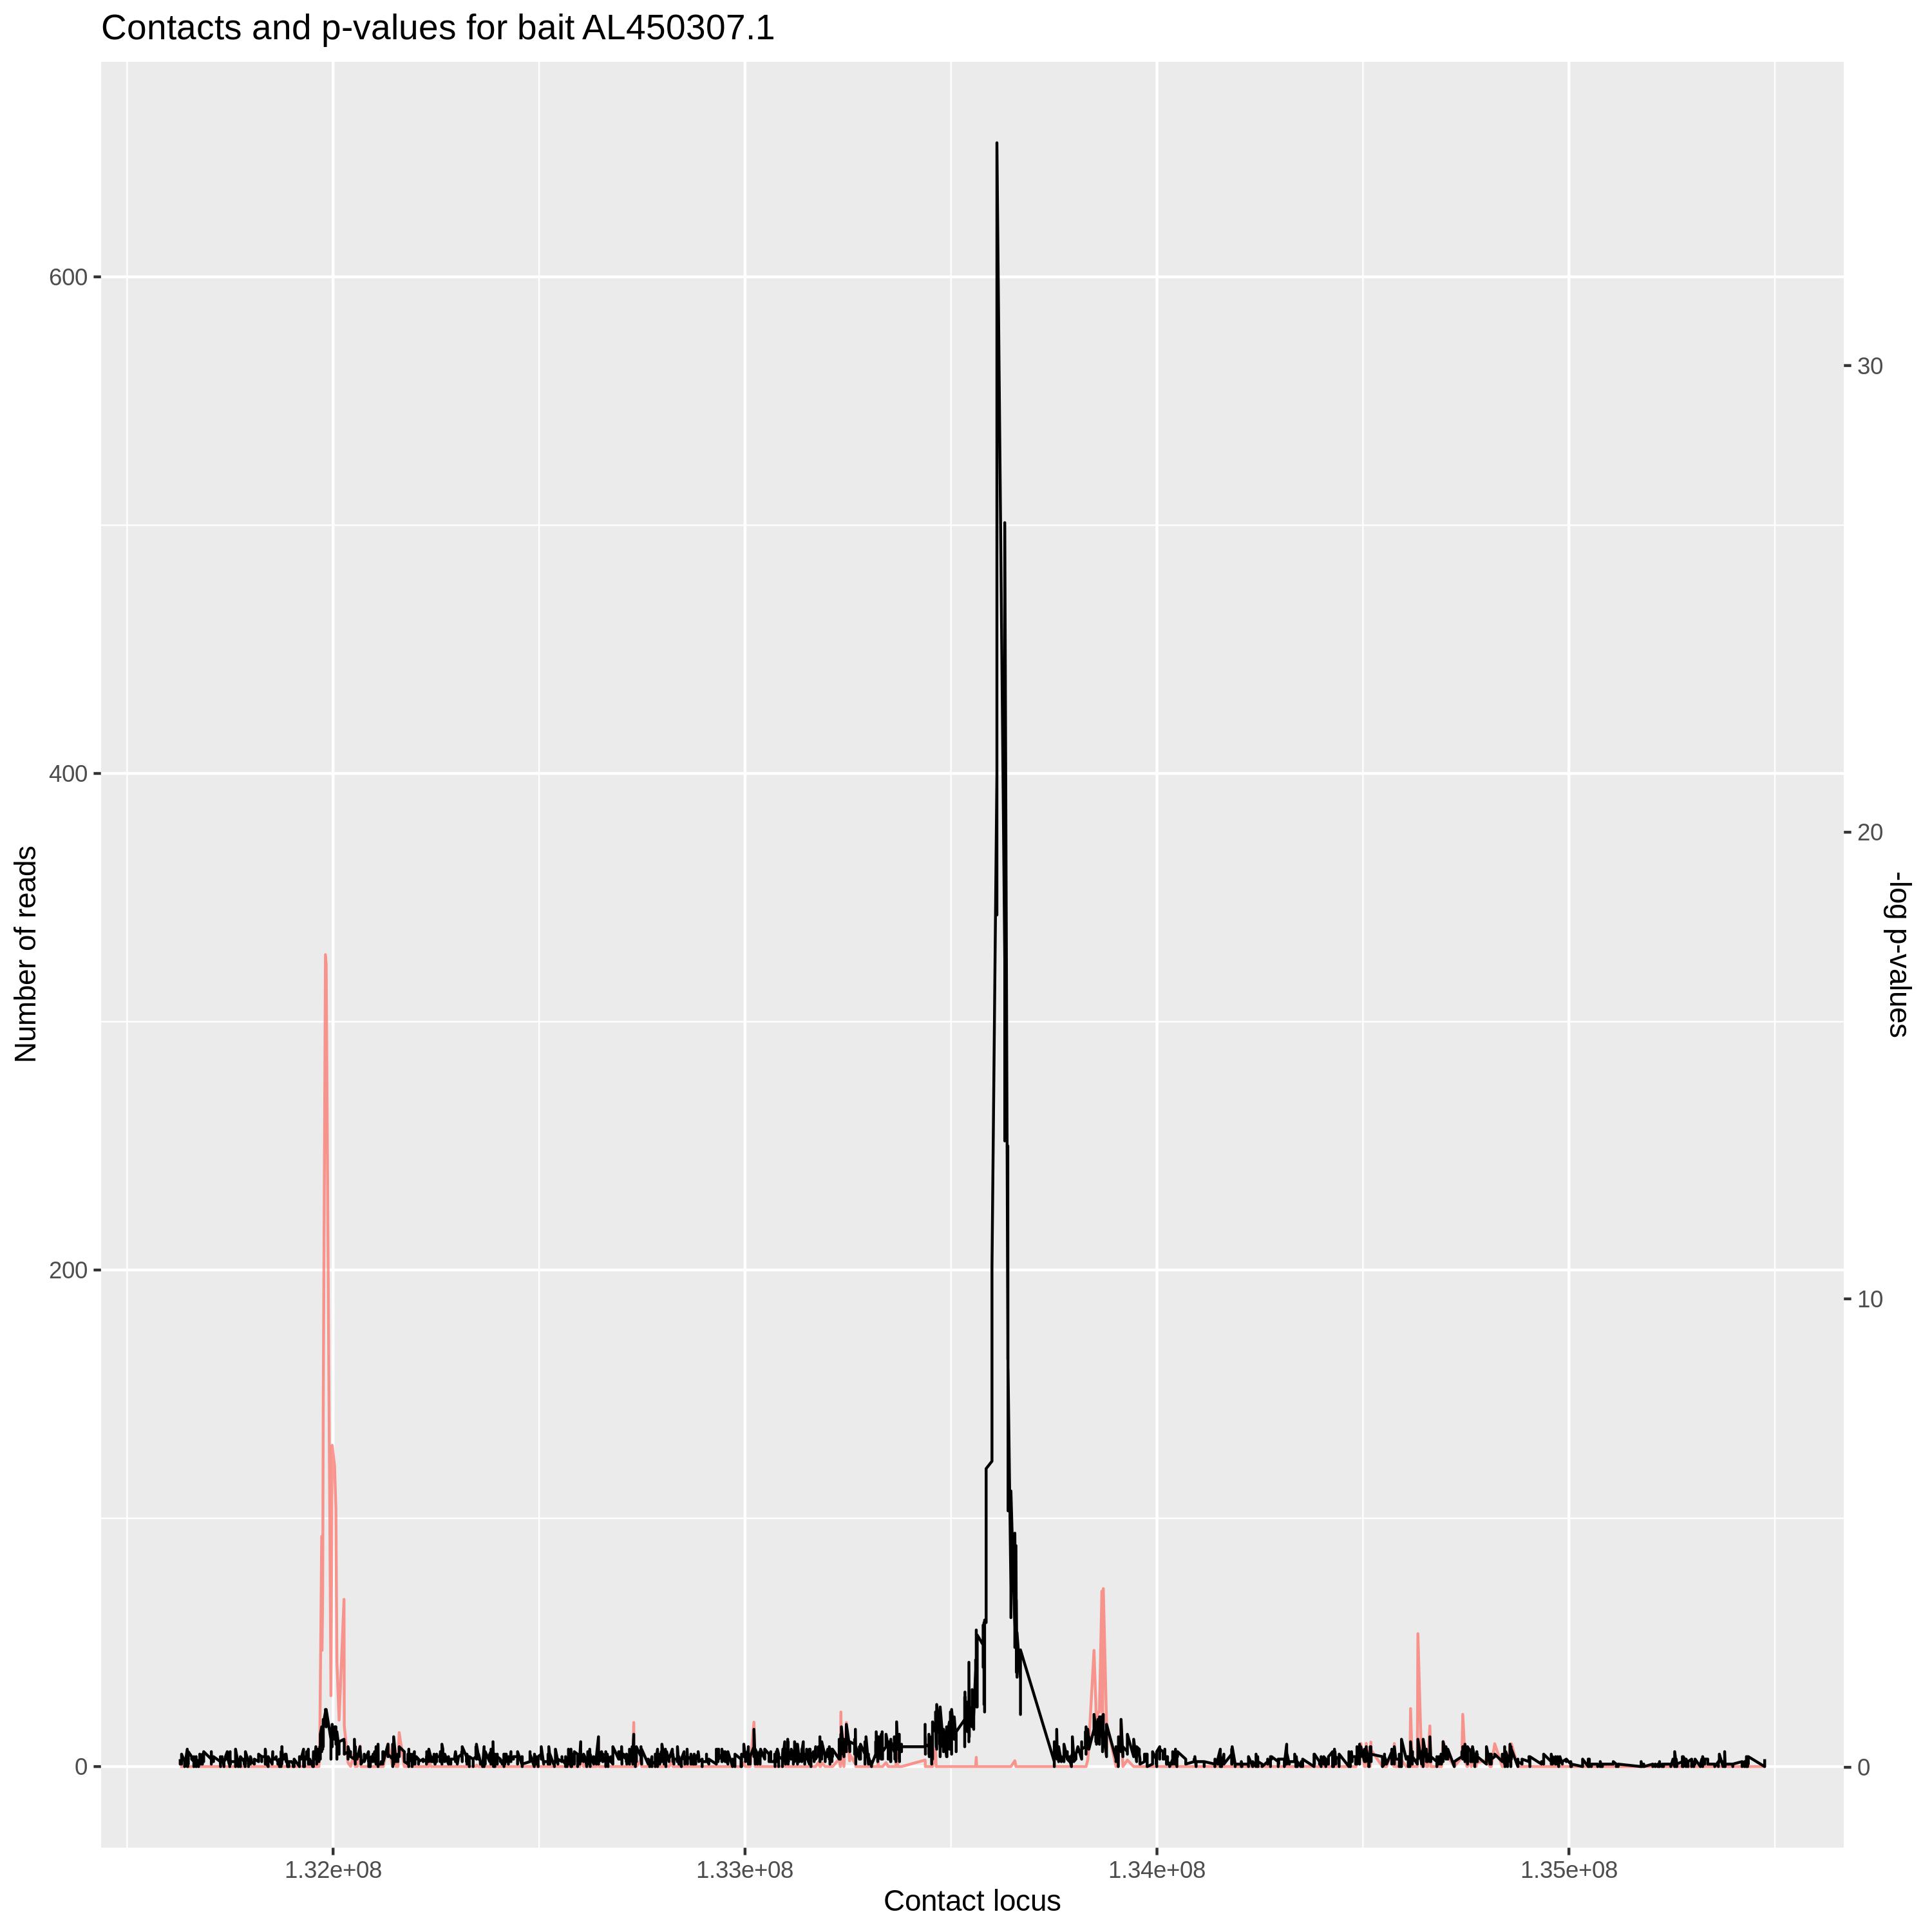 Contacts and p-values for bait AL450307.1
600
400
200
0
30
20
10
0
Number of reads
-log p-values
1.32e+08
1.33e+08
1.34e+08
1.35e+08
Contact locus